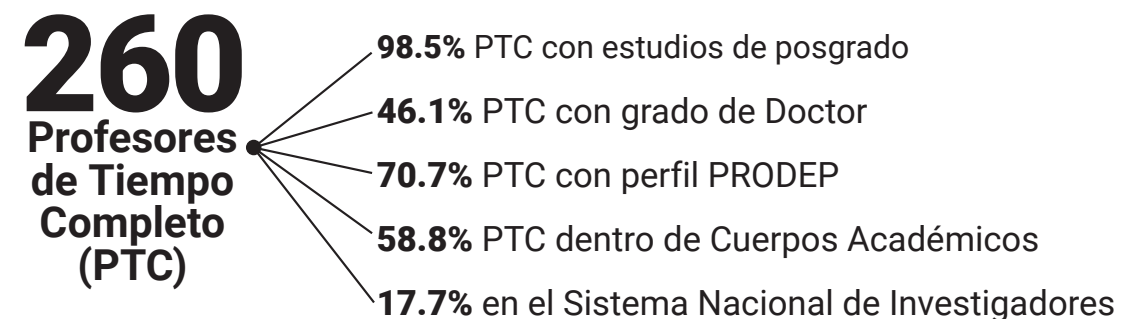 260
Profesores
de Tiempo
Completo
(PTC)
98.5% PTC con estudios de posgrado
46.1% PTC con grado de Doctor
70.7% PTC con perfil PRODEP
58.8% PTC dentro de Cuerpos Académicos
17.7% en el Sistema Nacional de Investigadores